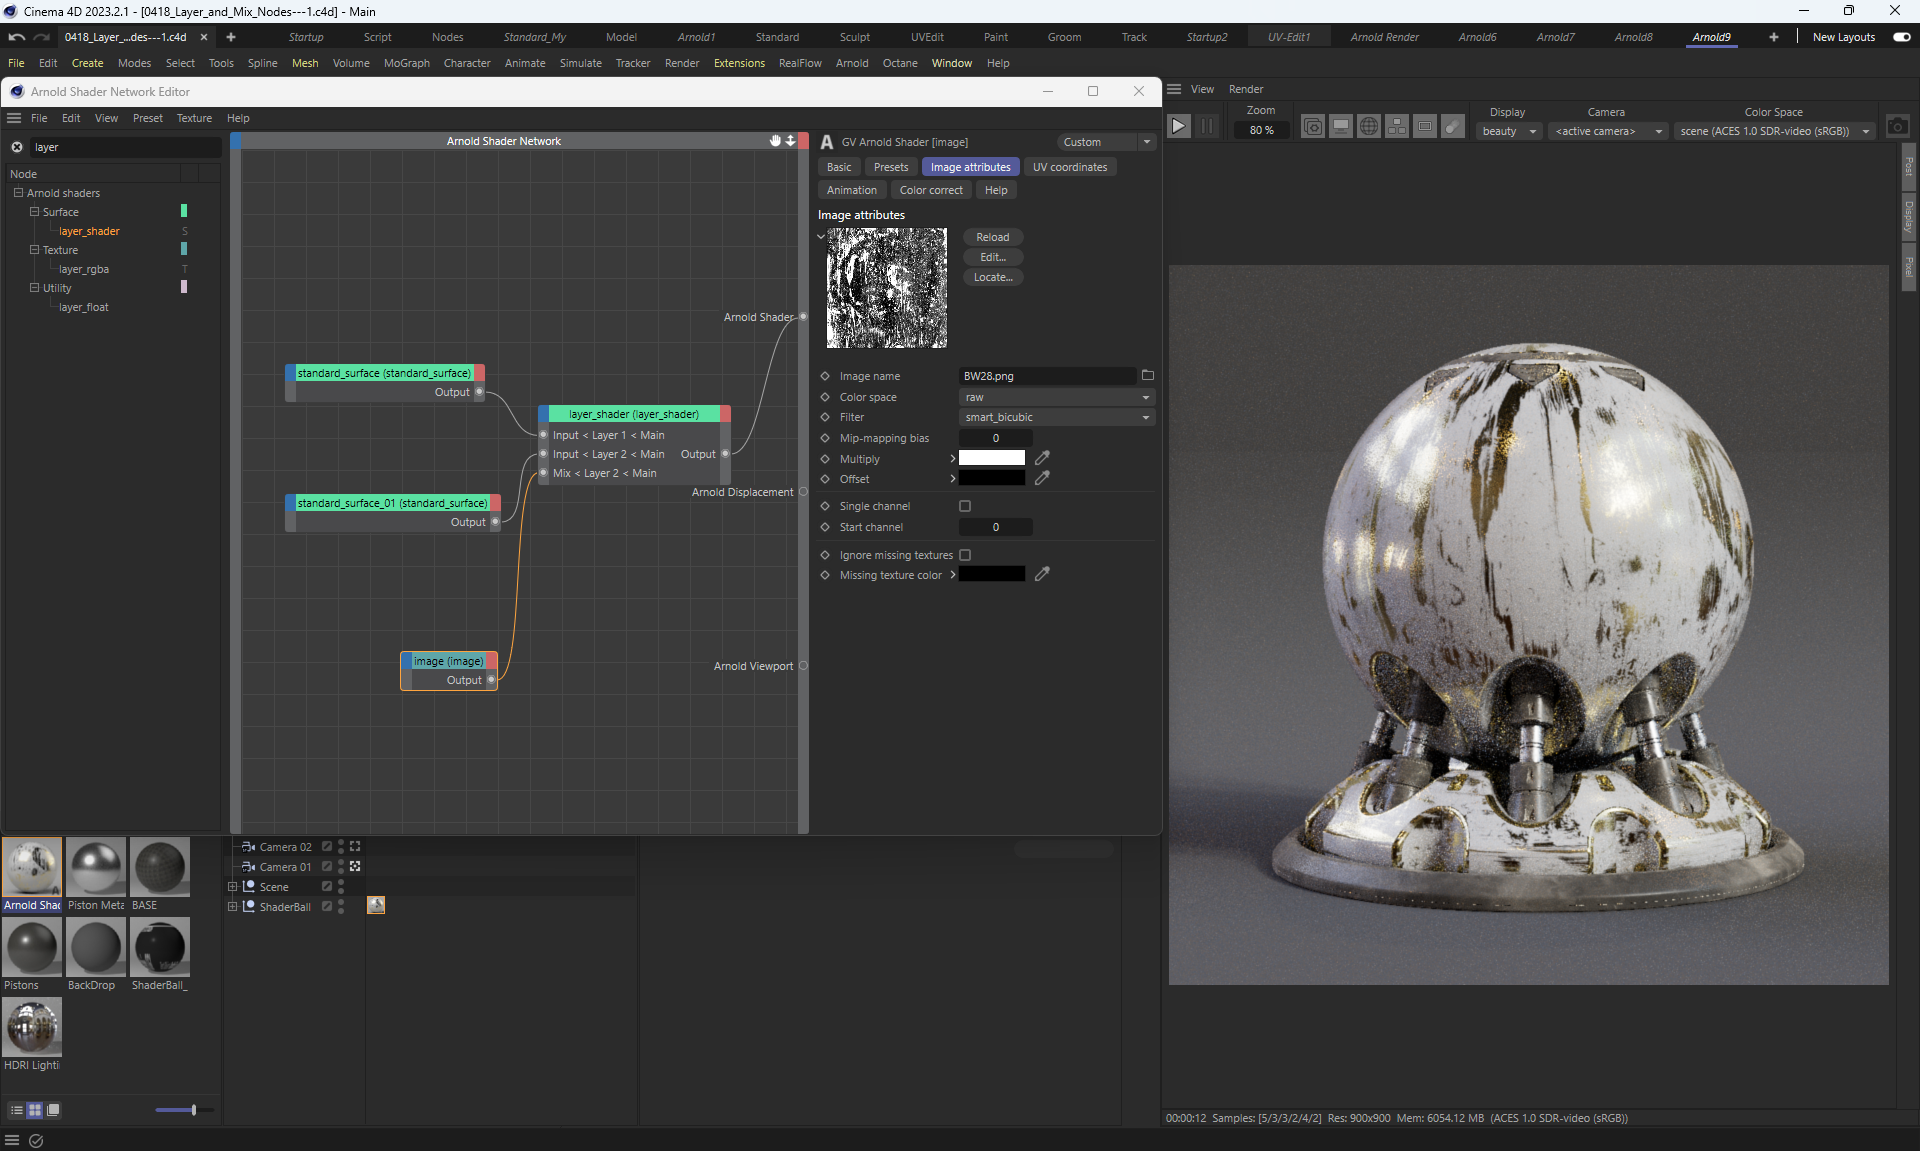 Cinema 4D 2023.2.1 - [0418_Layer_and_Mix_Nodes---1.c4d] - Main
0418_Layer_...des---1.c4d
Startup
Script
Nodes
Standard_My
Model
Arnold1
Standard
Sculpt
UVEdit
Paint
Groom
Track
Startup2
UV-Edit1
Arnold Render
Arnold6
Arnold7
Arnold8
Arnold9
New Layouts
File Edit Create Modes Select Tools Spline Mesh Volume MoGraph Character Animate Simulate Tracker Render Extensions RealFlow Arnold Octane Window Help
Arnold Shader Network Editor
File Edit View Preset Texture Help
layer
Node
Arnold shaders
Surface
layer_shader S
Texture
layer_rgba T
Utility
layer_float
Arnold Shader Network
Arnold Shader
standard_surface (standard_surface)
Output
layer_shader (layer_shader)
Input < Layer 1 < Main
Input < Layer 2 < Main Output
Mix < Layer 2 < Main
Arnold Displacement
standard_surface_01 (standard_surface)
Output
image (image)
Output
Arnold Viewport
GV Arnold Shader [image]
Custom
Basic Presets Image attributes UV coordinates
Animation Color correct Help
Image attributes
Reload
Edit...
Locate...
Image name BW28.png
Color space raw
Filter smart_bicubic
Mip-mapping bias 0
Multiply
Offset
Single channel
Start channel 0
Ignore missing textures
Missing texture color
View Render
Zoom
80 %
Display
beauty
Camera
<active camera>
Color Space
scene (ACES 1.0 SDR-video (sRGB))
Post
Display
Pixel
Arnold Shac Piston Meta BASE
Pistons BackDrop ShaderBall_
HDRI Lighti
Camera 02
Camera 01
Scene
ShaderBall
00:00:12 Samples: [5/3/3/2/4/2] Res: 900x900 Mem: 6054.12 MB (ACES 1.0 SDR-video (sRGB))